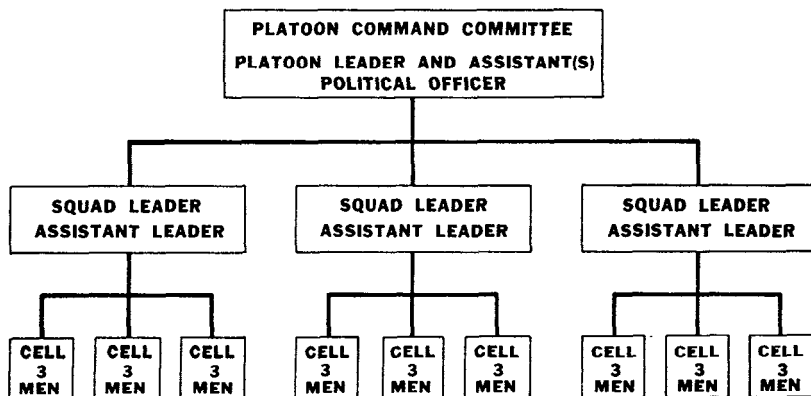 PLATOON COMMAND COMMITTEE
PLATOON LEADER AND ASSISTANT(S)
POLITICAL OFFICER
SQUAD LEADER
ASSISTANT LEADER
SQUAD LEADER
ASSISTANT LEADER
SQUAD LEADER
ASSISTANT LEADER
CELL
3
MEN
CELL
3
MEN
CELL
3
MEN
CELL
3
MEN
CELL
3
MEN
CELL
3
MEN
CELL
3
MEN
CELL
3
MEN
CELL
3
MEN